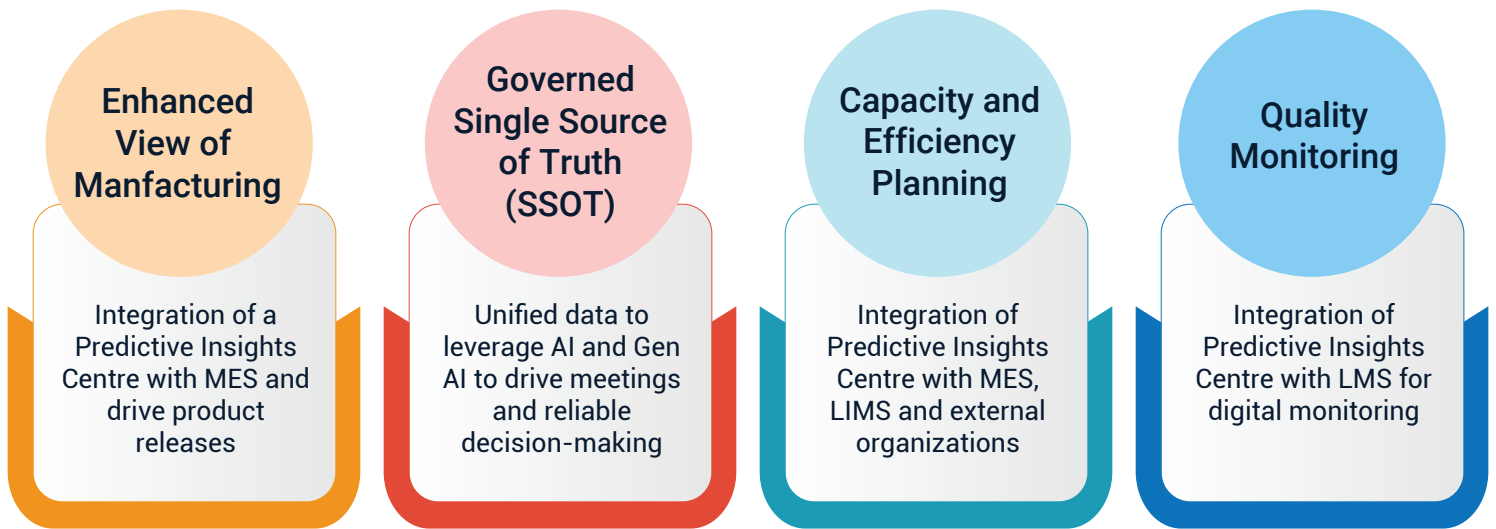 Enhanced
View of
Manfacturing
Integration of a
Predictive Insights
Centre with MES and
drive product
releases
Governed
Single Source
of Truth
(SSOT)
Unified data to
leverage AI and Gen
AI to drive meetings
and reliable
decision-making
Capacity and
Efficiency
Planning
Integration of
Predictive Insights
Centre with MES,
LIMS and external
organizations
Quality
Monitoring
Integration of
Predictive Insights
Centre with LMS for
digital monitoring